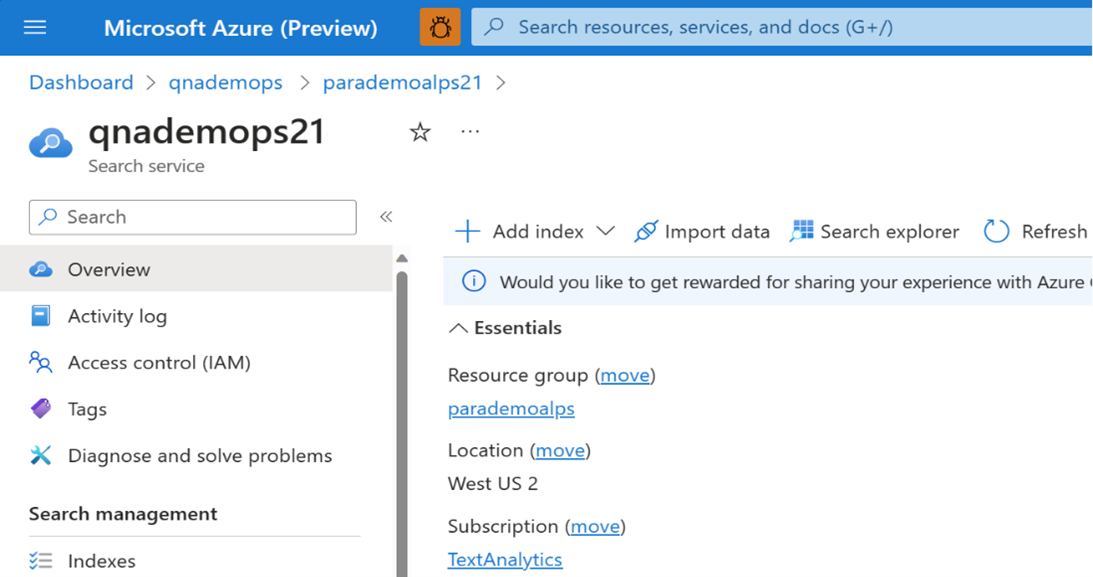 Microsoft Azure (Preview)
Search resources, services, and docs (G+/)
Dashboard > qnademops > parademoalps21 >
qnademops21
Search service
Search
Overview
Activity log
Access control (IAM)
Tags
Diagnose and solve problems
Search management
Indexes
Add index
Import data
Search explorer
Refresh
Would you like to get rewarded for sharing your experience with Azure
Essentials
Resource group (move)
parademoalps
Location (move)
West US 2
Subscription (move)
TextAnalytics